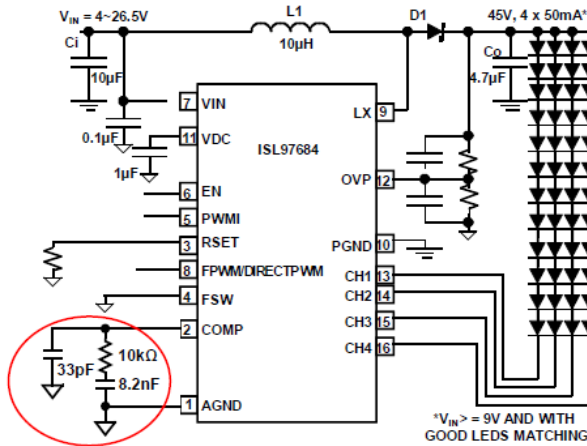 V_IN = 4~26.5V
L1
D1
45V, 4 x 50mA*
Ci
10µH
Co
10µF
4.7µF
7
VIN
LX
9
0.1µF
11
VDC
ISL97684
1µF
6
EN
OVP
12
5
PWMI
3
RSET
PGND
10
8
FPWM/DIRECTPWM
CH1
13
4
FSW
CH2
14
2
COMP
CH3
15
33pF
10kΩ
CH4
16
8.2nF
1
AGND
*V_IN> = 9V AND WITH
GOOD LEDS MATCHING